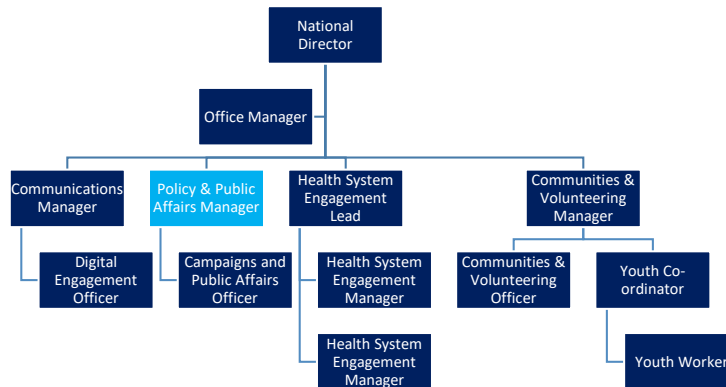 National
Director
Office Manager
Communications
Manager
Policy & Public
Affairs Manager
Health System
Engagement
Lead
Communities &
Volunteering
Manager
Digital
Engagement
Officer
Campaigns and
Public Affairs
Officer
Health System
Engagement
Manager
Communities &
Volunteering
Officer
Youth Co-
ordinator
Health System
Engagement
Manager
Youth Worker